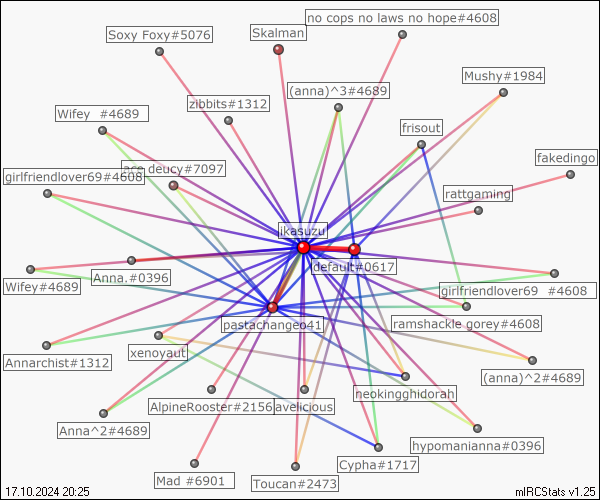 no cops no laws no hope#4608
Soxy Foxy#5076
Skalman
Mushy#1984
(anna)^3#4689
zibbits#1312
Wifey  #4689
frisout
fakedingo
ace deucy#7097
girlfriendlover69#4608
rattgaming
ikasuzu
default#0617
Anna.#0396
Wifey#4689
girlfriendlover69  #4608
pastachangeo41
ramshackle gorey#4608
xenoyaut
Annarchist#1312
(anna)^2#4689
neokingghidorah
AlpineRooster#2156
avelicious
Anna^2#4689
hypomanianna#0396
Cypha#1717
Mad #6901
Toucan#2473
17.10.2024 20:25
mIRCStats v1.25